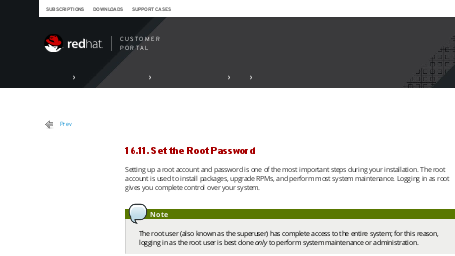 SUBSCRIPTIONS DOWNLOADS SUPPORT CASES
redhat. CUSTOMER
PORTAL
Prev
16.11. Set the Root Password
Setting up a root account and password is one of the most important steps during your installation. The root
account is used to install packages, upgrade RPMs, and perform most system maintenance. Logging in as root
gives you complete control over your system.
Note
The root user (also known as the superuser) has complete access to the entire system; for this reason,
logging in as the root user is best done only to perform system maintenance or administration.